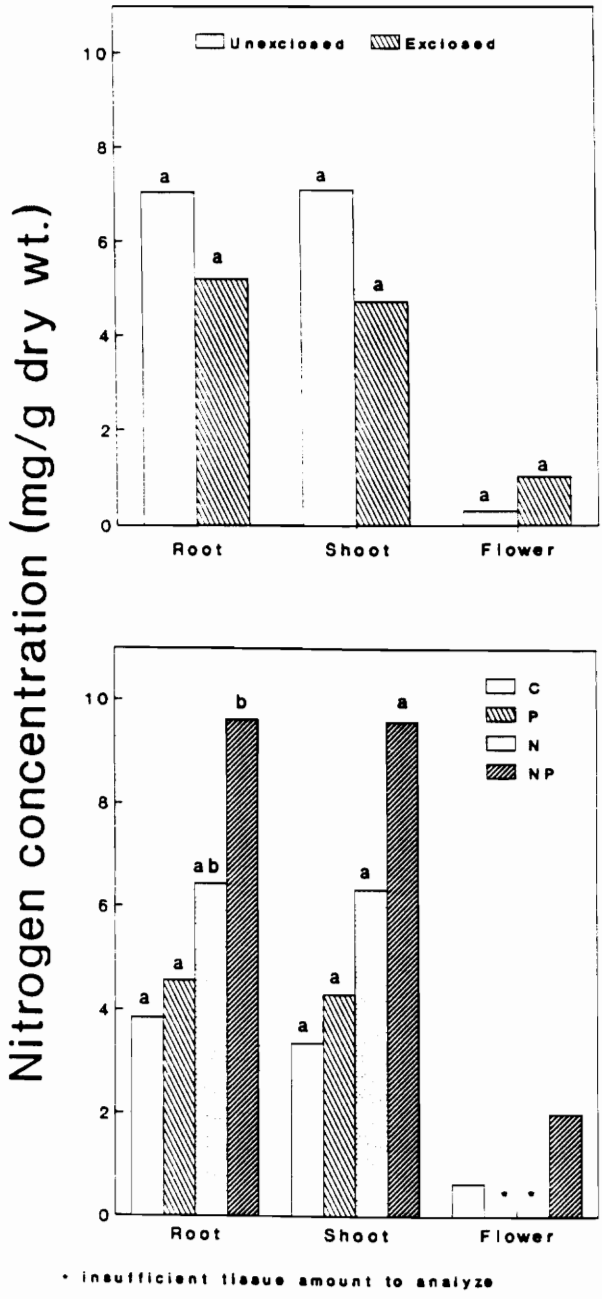 Nitrogen concentration (mg/g dry wt.)
10
8
6
4
2
0
Unexclosed Exclosed
a a a a a a
Root Shoot Flower
10
8
6
4
2
0
C
P
N
NP
a a ab b a a a a * *
Root Shoot Flower
* insufficient tissue amount to analyze